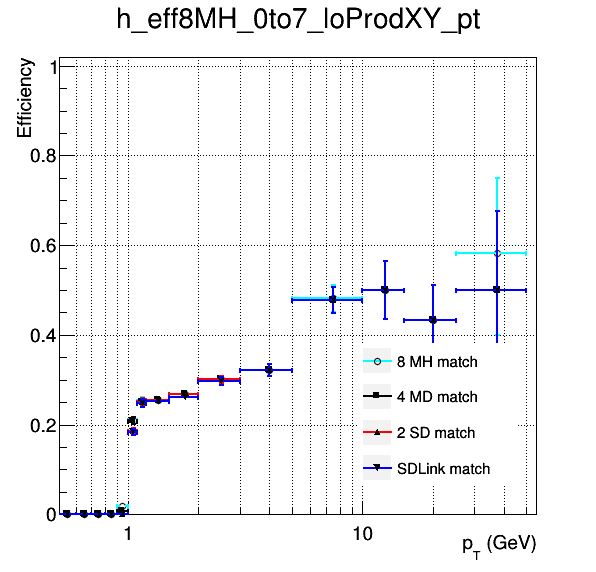 h_eff8MH_0to7_loProdXY_pt
Efficiency
1
0.8
0.6
0.4
0.2
0
8 MH match
4 MD match
2 SD match
SDLink match
1
10
pT (GeV)